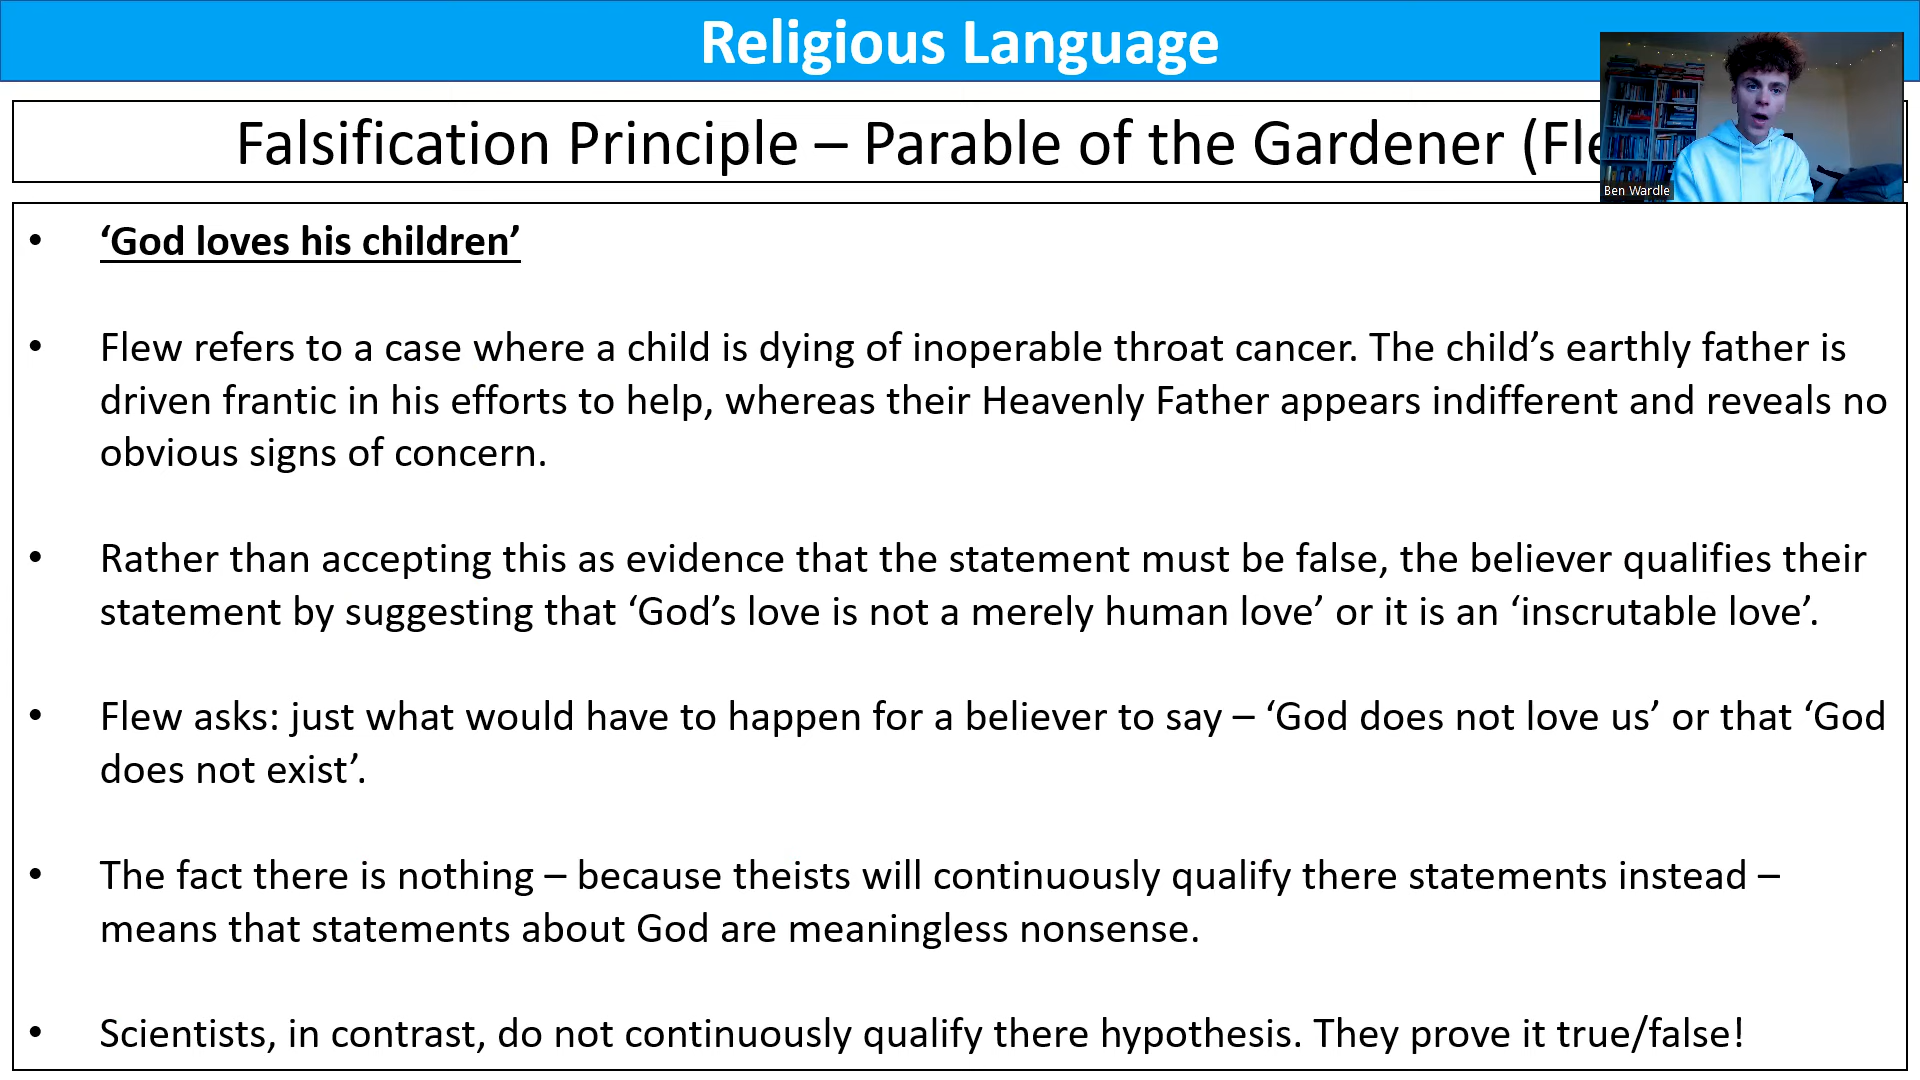 Religious Language
Falsification Principle – Parable of the Gardener (Fle
Ben Wardle
• ‘God loves his children’
• Flew refers to a case where a child is dying of inoperable throat cancer. The child’s earthly father is
driven frantic in his efforts to help, whereas their Heavenly Father appears indifferent and reveals no
obvious signs of concern.
• Rather than accepting this as evidence that the statement must be false, the believer qualifies their
statement by suggesting that ‘God’s love is not a merely human love’ or it is an ‘inscrutable love’.
• Flew asks: just what would have to happen for a believer to say – ‘God does not love us’ or that ‘God
does not exist’.
• The fact there is nothing – because theists will continuously qualify there statements instead –
means that statements about God are meaningless nonsense.
• Scientists, in contrast, do not continuously qualify there hypothesis. They prove it true/false!